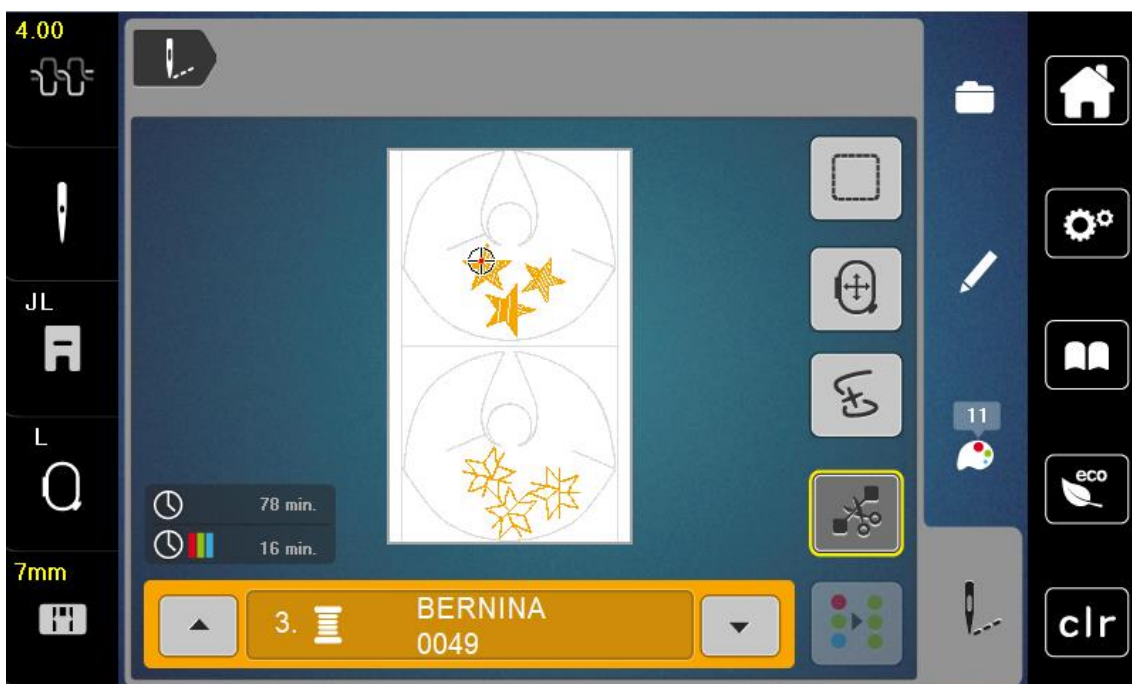 4.00
JL
L
7mm
78 min.
16 min.
3.
BERNINA
0049
11
eco
clr